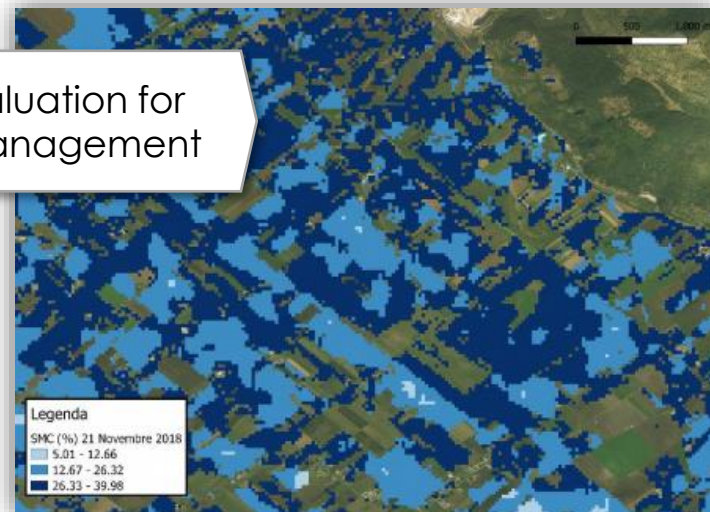 aluation for
anagement
0 500 1.000 m
Legenda
SMC (%) 21 Novembre 2018
5.01 - 12.66
12.67 - 26.32
26.33 - 39.98